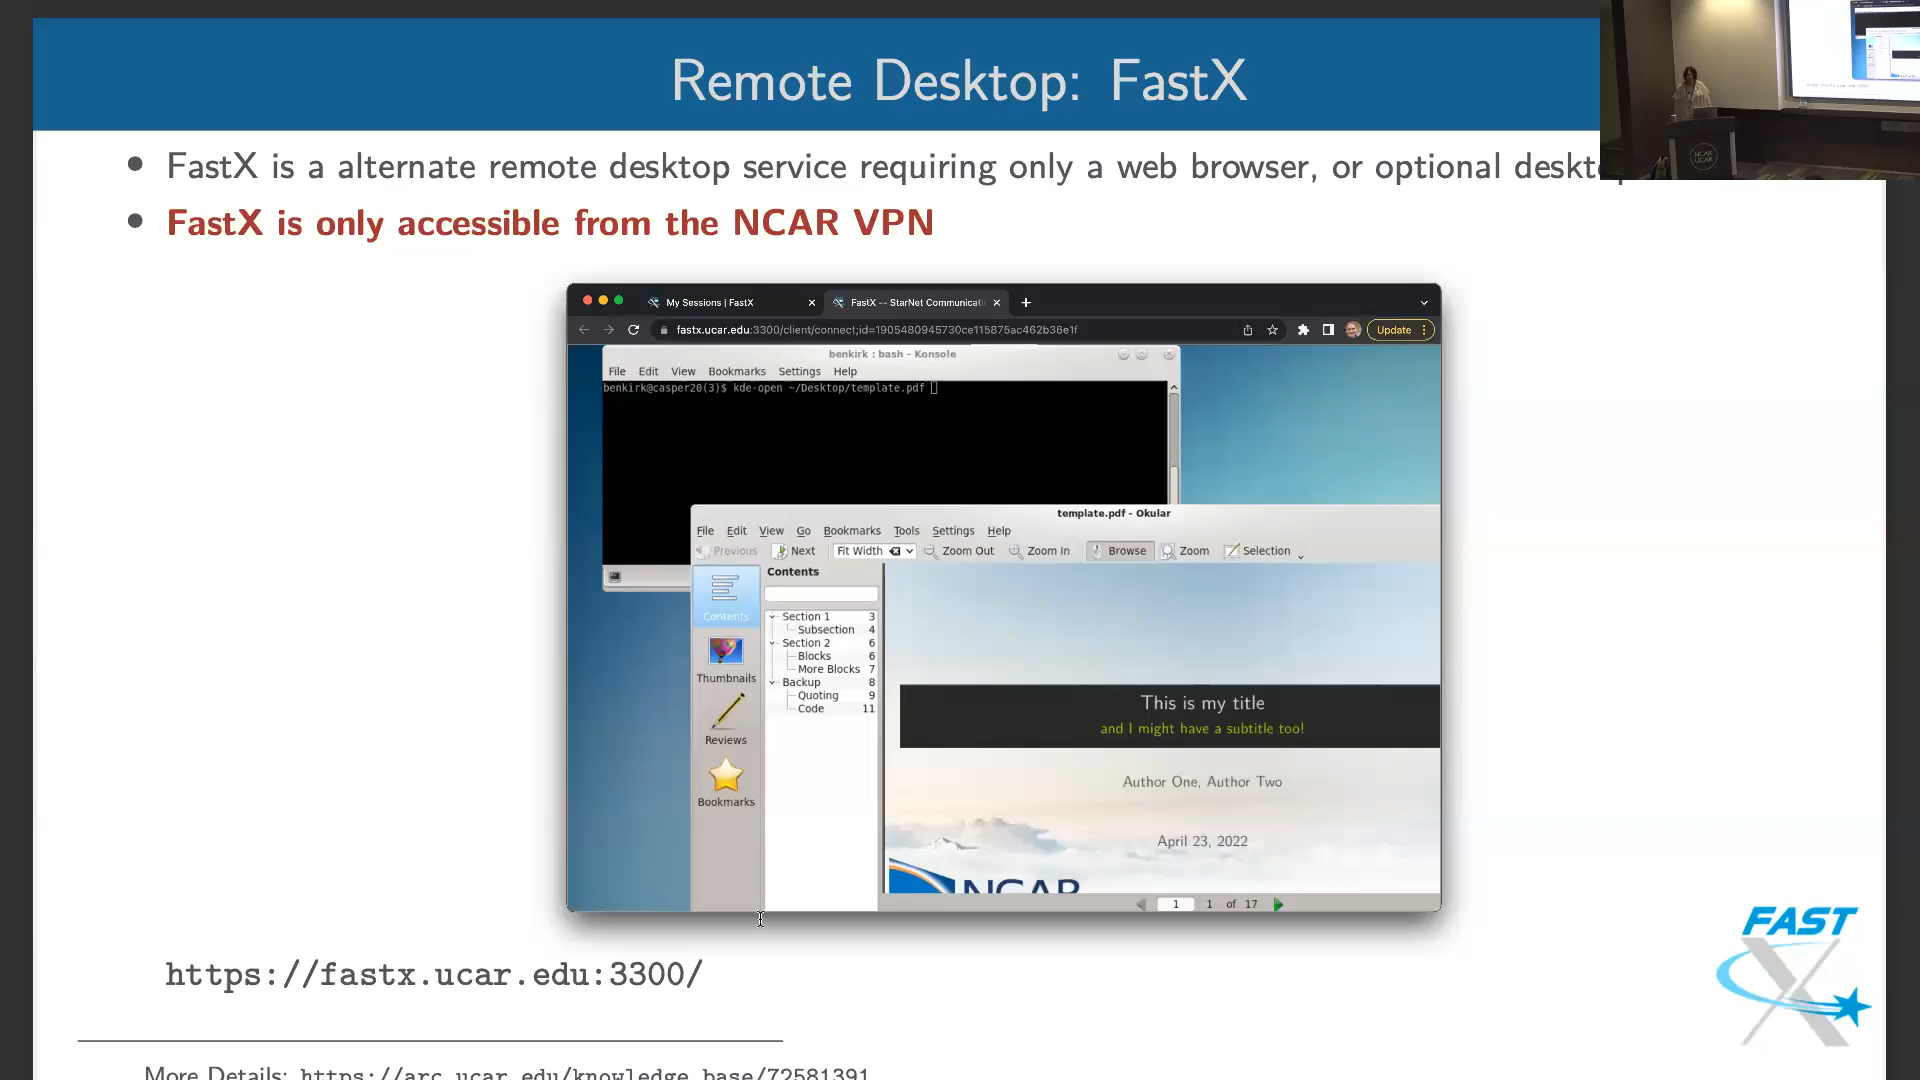 Remote Desktop: FastX
FastX is a alternate remote desktop service requiring only a web browser, or optional
FastX is only accessible from the NCAR VPN
My Sessions | FastX
FastX -- StarNet Communicati
fastx.ucar.edu:3300/client/connect;id=1905480945730ce115875ac462b36e1f
Update
benkirk : bash – Konsole
File Edit View Bookmarks Settings Help
benkirk@casper20(3)$ kde-open ~/Desktop/template.pdf
template.pdf – Okular
File Edit View Go Bookmarks Tools Settings Help
Previous Next Fit Width Zoom Out Zoom In Browse Zoom Selection
Contents
Contents
Thumbnails
Reviews
Bookmarks
Section 1 3
Subsection 4
Section 2 6
Blocks 6
More Blocks 7
Backup 8
Quoting 9
Code 11
This is my title
and I might have a subtitle too!
Author One, Author Two
April 23, 2022
NCAR
1 1 of 17
https://fastx.ucar.edu:3300/
FAST
X
More Details: https://arc.ucar.edu/knowledge_base/72581391
NCAR
UCAR